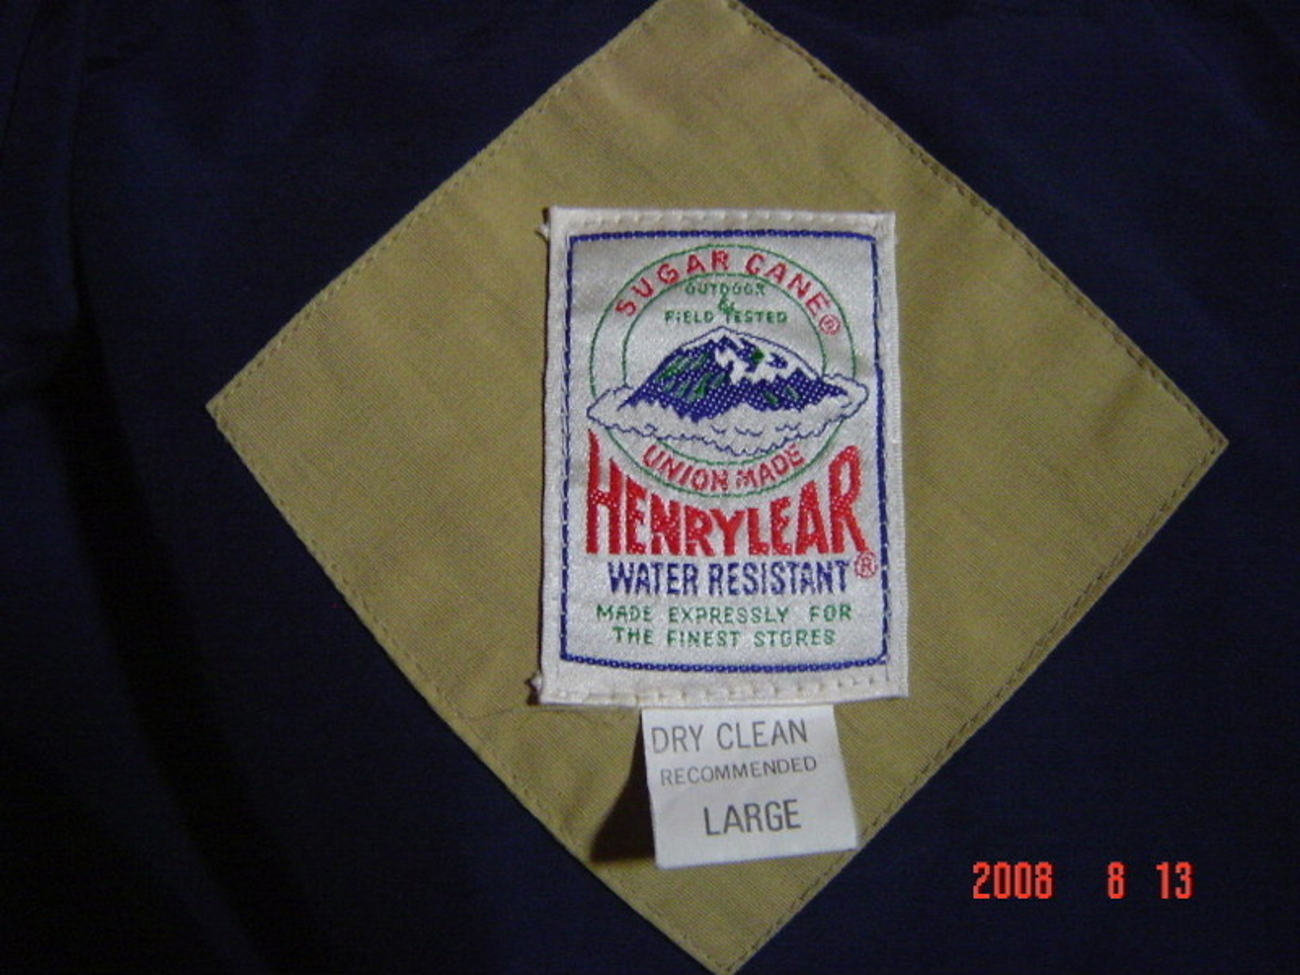 SUGAR CANE®
OUTDOOR
&
FIELD TESTED
UNION MADE
HENRYLEAR®
WATER RESISTANT
MADE EXPRESSLY FOR
THE FINEST STORES
DRY CLEAN
RECOMMENDED
LARGE
2008 8 13